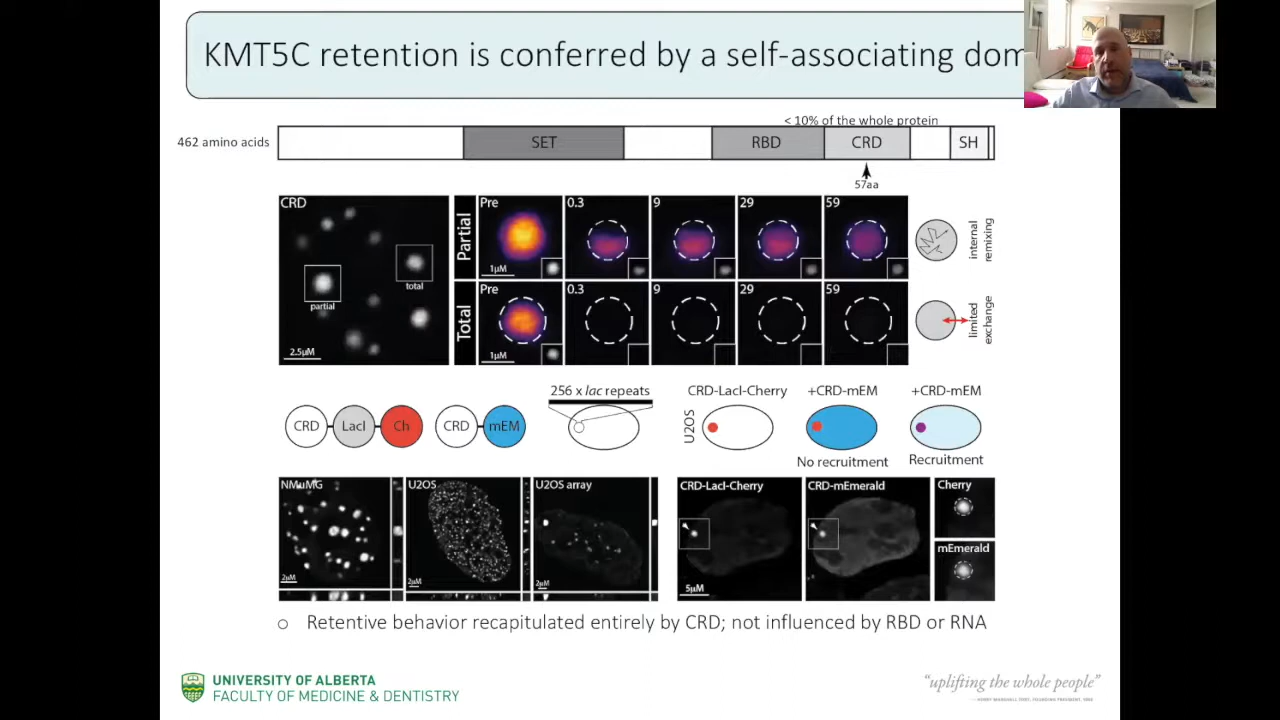 KMT5C retention is conferred by a self-associating dom
< 10% of the whole protein
462 amino acids
SET
RBD
CRD
SH
57aa
CRD
partial
total
2.5µM
Partial
Pre
0.3
9
29
59
1µM
internal
remixing
Total
Pre
0.3
9
29
59
1µM
limited
exchange
CRD
LacI
Ch
CRD
mEM
256 x lac repeats
U2OS
CRD-LacI-Cherry
+CRD-mEM
+CRD-mEM
No recruitment
Recruitment
NMuMG
2µM
U2OS
2µM
U2OS array
2µM
CRD-LacI-Cherry
5µM
CRD-mEmerald
Cherry
mEmerald
Retentive behavior recapitulated entirely by CRD; not influenced by RBD or RNA
UNIVERSITY OF ALBERTA
FACULTY OF MEDICINE & DENTISTRY
“uplifting the whole people”